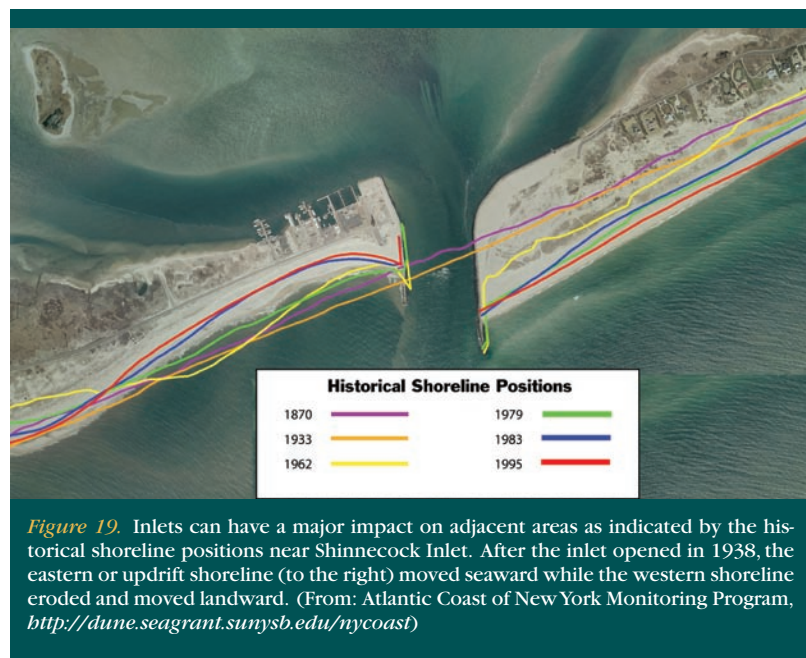 Historical Shoreline Positions
1870
1979
1933
1983
1962
1995
Figure 19. Inlets can have a major impact on adjacent areas as indicated by the his-
torical shoreline positions near Shinnecock Inlet. After the inlet opened in 1938, the
eastern or updrift shoreline (to the right) moved seaward while the western shoreline
eroded and moved landward. (From: Atlantic Coast of New York Monitoring Program,
http://dune.seagrant.sunysb.edu/nycoast)